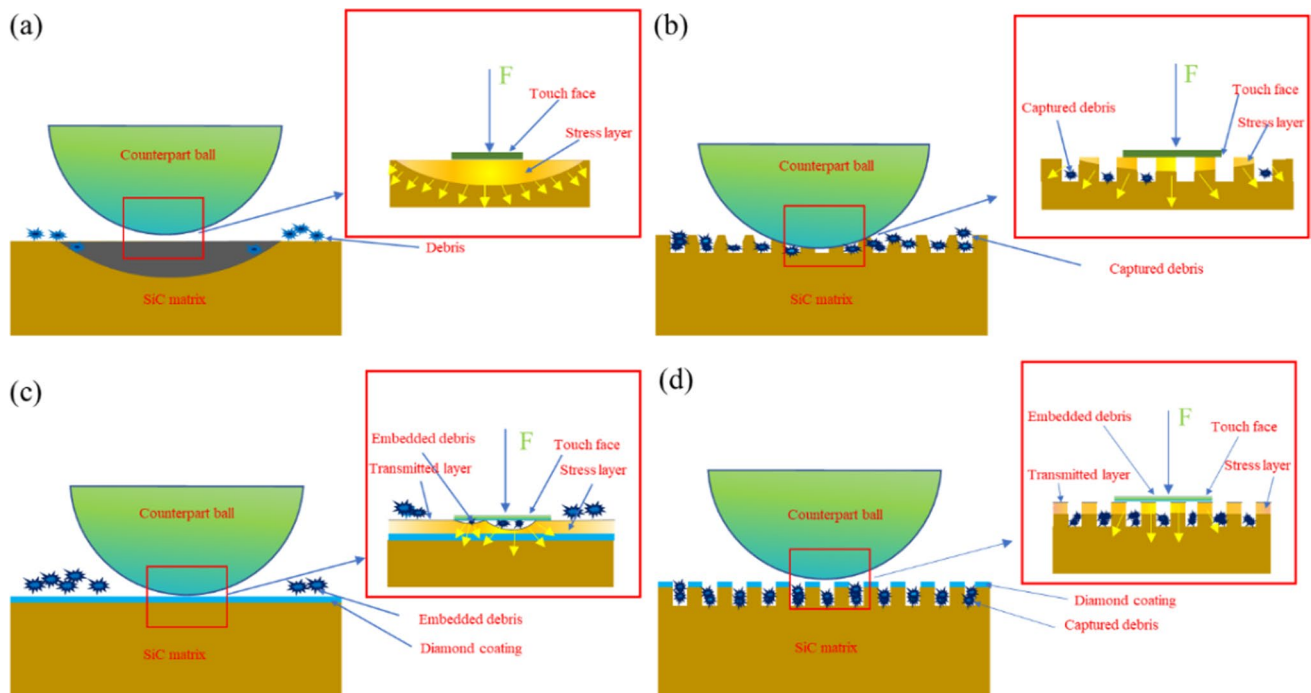 (a)
F
Touch face
Stress layer
Counterpart ball
Debris
SiC matrix
(b)
F
Touch face
Captured debris
Stress layer
Counterpart ball
Captured debris
SiC matrix
(c)
Embedded debris
F
Touch face
Transmitted layer
Stress layer
Counterpart ball
Embedded debris
Diamond coating
SiC matrix
(d)
Embedded debris
F
Touch face
Transmitted layer
Stress layer
Counterpart ball
Diamond coating
Captured debris
SiC matrix